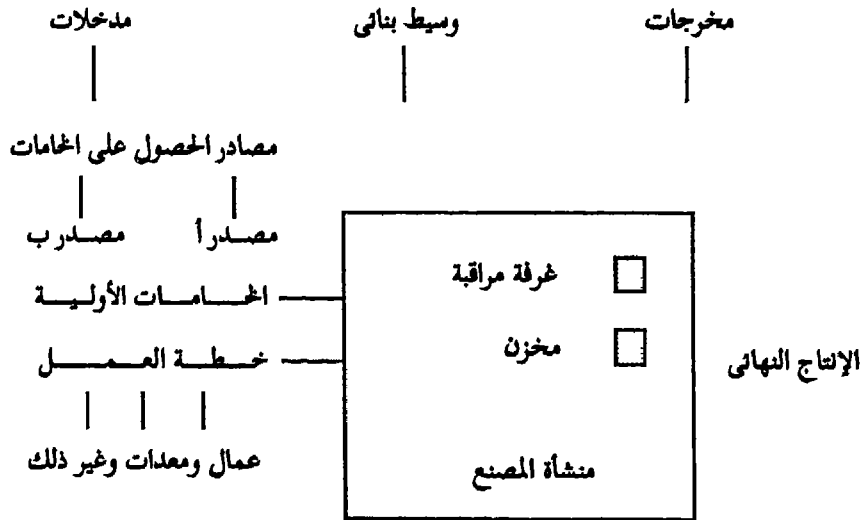 مدخلات
وسيط بنائى
مخرجات
مصادر الحصول على الخامات
مصدر أ
مصدر ب
الخامات الأولية
خطة العمل
عمال ومعدات وغير ذلك
غرفة مراقبة
مخزن
منشأة المصنع
الإنتاج النهائى